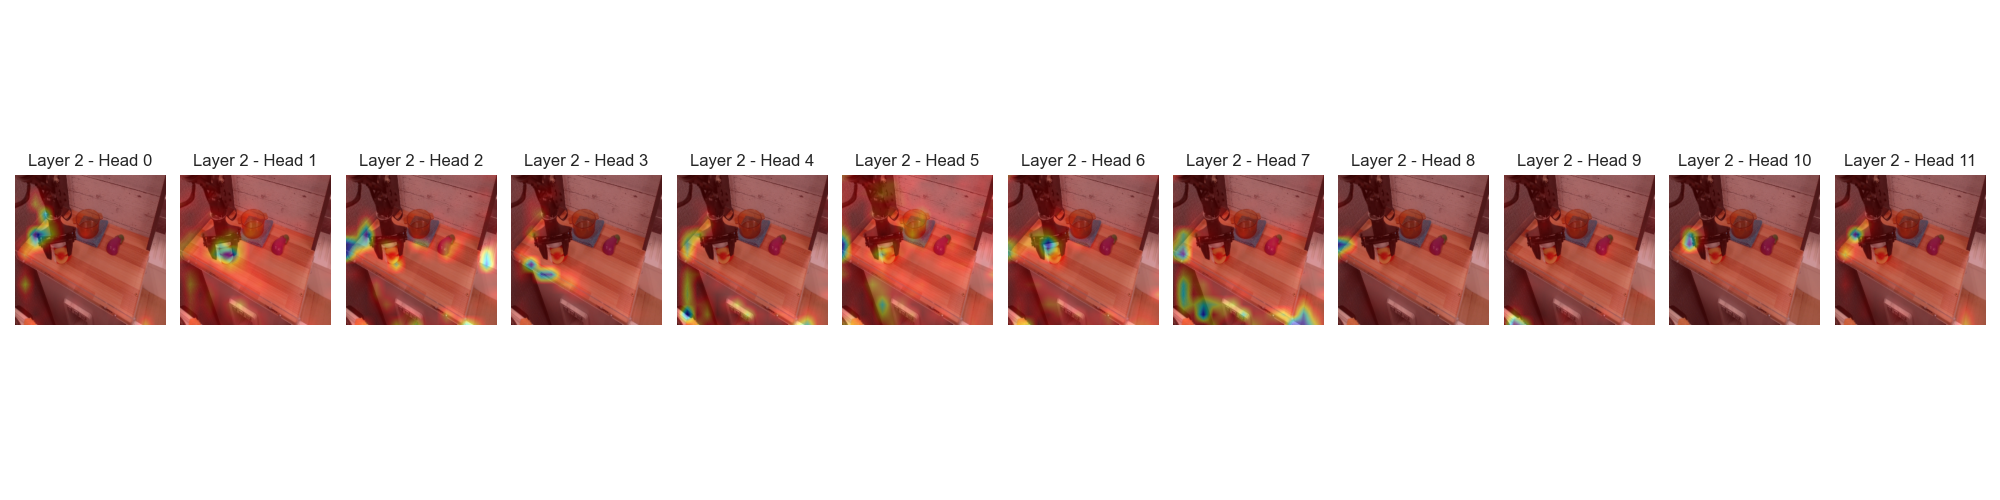 Layer 2 - Head 0
Layer 2 - Head 1
Layer 2 - Head 2
Layer 2 - Head 3
Layer 2 - Head 4
Layer 2 - Head 5
Layer 2 - Head 6
Layer 2 - Head 7
Layer 2 - Head 8
Layer 2 - Head 9
Layer 2 - Head 10
Layer 2 - Head 11